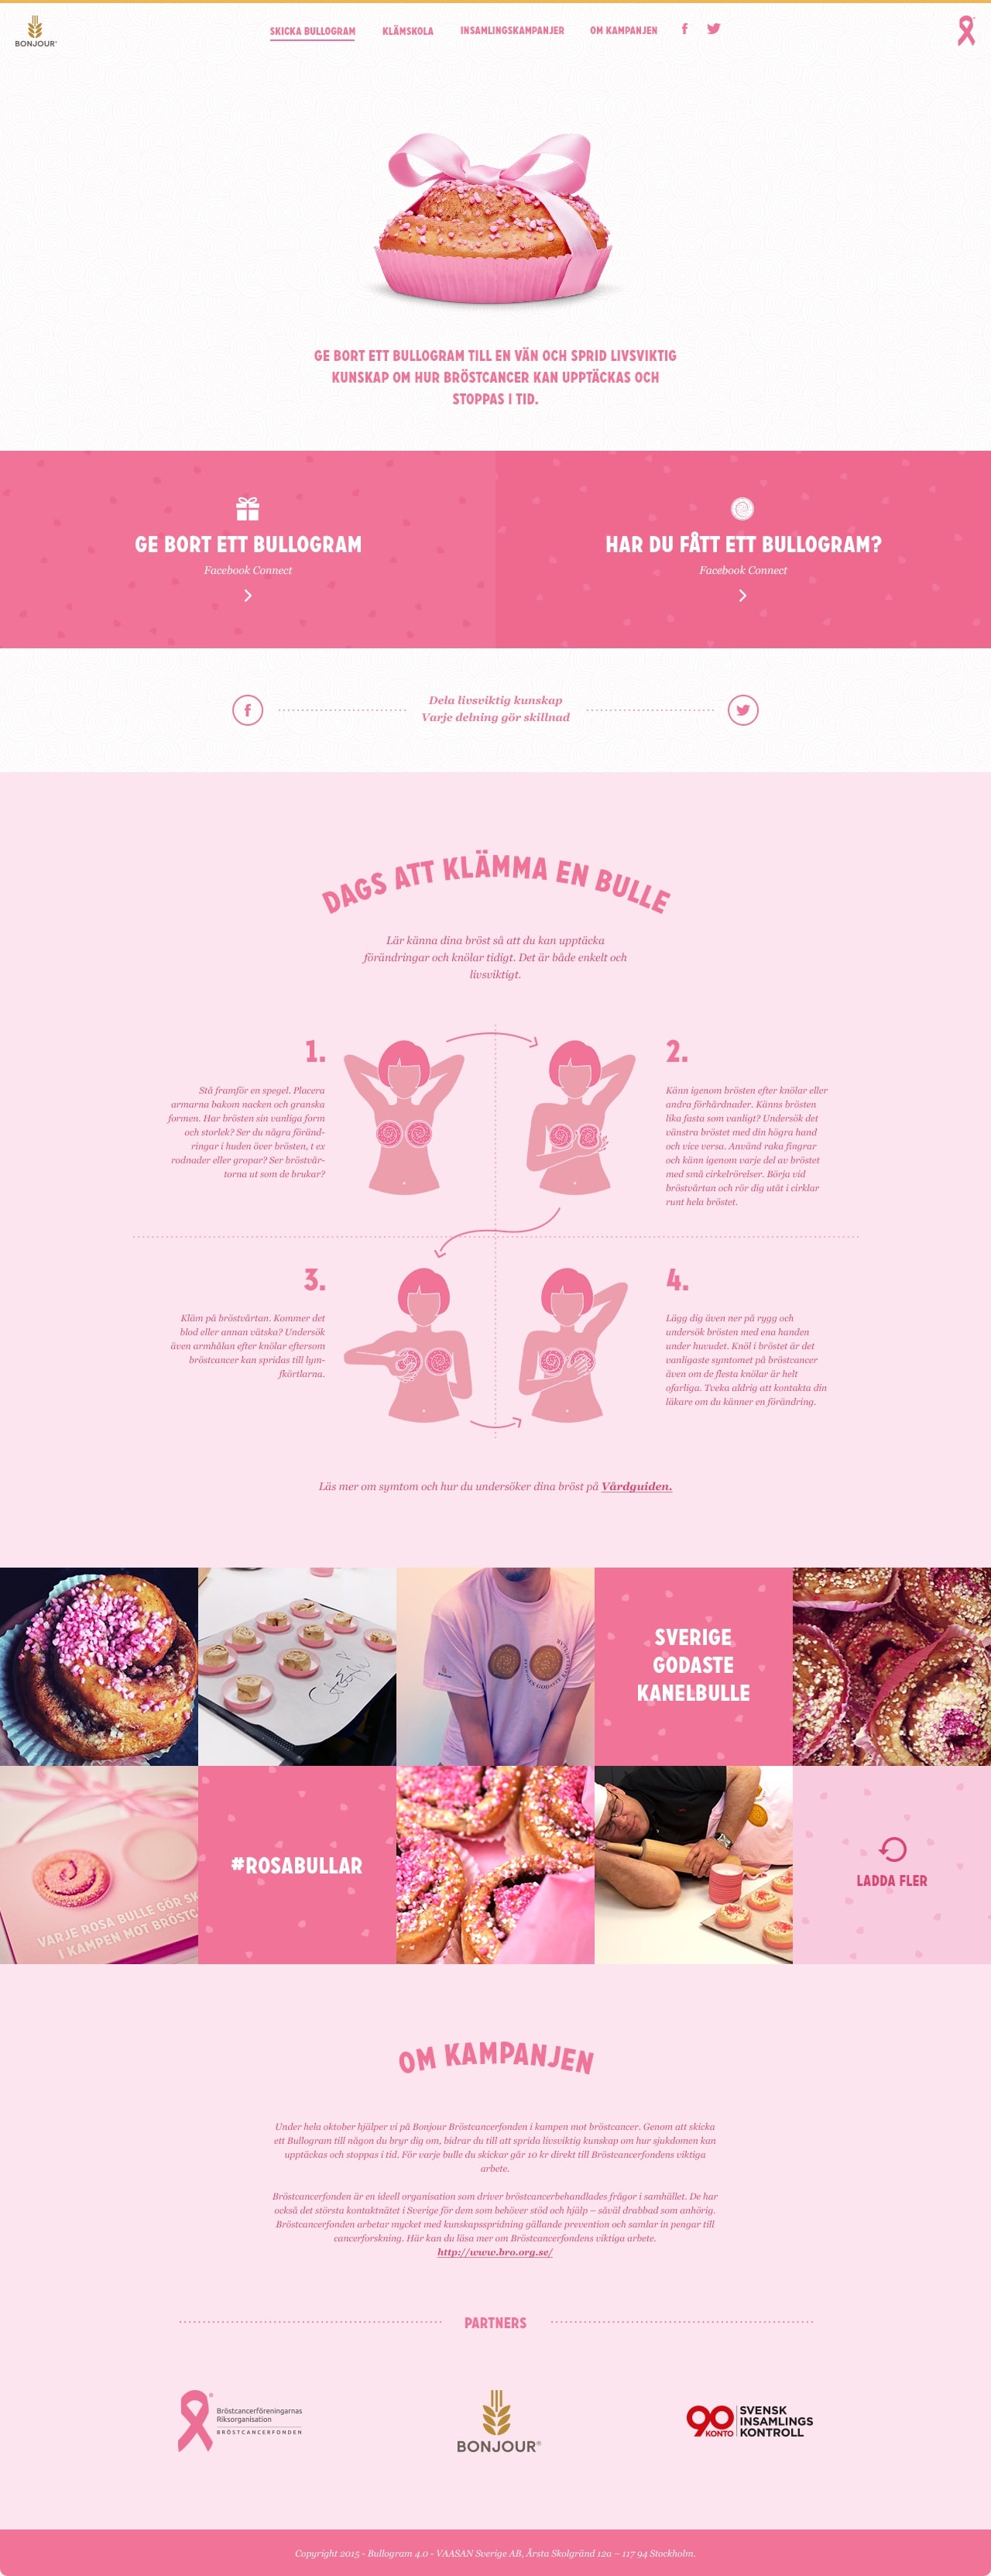 BONJOUR®
SKICKA BULLOGRAM
KLÄMSKOLA
INSAMLINGSKAMPANJER
OM KAMPANJEN
GE BORT ETT BULLOGRAM TILL EN VÄN OCH SPRID LIVSVIKTIG
KUNSKAP OM HUR BRÖSTCANCER KAN UPPTÄCKAS OCH
STOPPAS I TID.
GE BORT ETT BULLOGRAM
Facebook Connect
HAR DU FÅTT ETT BULLOGRAM?
Facebook Connect
Dela livsviktig kunskap
Varje delning gör skillnad
DAGS ATT KLÄMMA EN BULLE
Lär känna dina bröst så att du kan upptäcka
förändringar och knölar tidigt. Det är både enkelt och
livsviktigt.
1.
Stå framför en spegel. Placera
armarna bakom nacken och granska
formen. Har brösten sin vanliga form
och storlek? Ser du några föränd-
ringar i huden över brösten, t ex
rodnader eller gropar? Ser bröstvår-
torna ut som de brukar?
2.
Känn igenom brösten efter knölar eller
andra förhårdnader. Känns brösten
lika fasta som vanligt? Undersök det
vänstra bröstet med din högra hand
och vice versa. Använd raka fingrar
och känn igenom varje del av bröstet
med små cirkelrörelser. Börja vid
bröstvårtan och rör dig utåt i cirklar
runt hela bröstet.
3.
Kläm på bröstvårtan. Kommer det
blod eller annan vätska? Undersök
även armhålan efter knölar eftersom
bröstcancer kan spridas till lym-
fkörtlarna.
4.
Lägg dig även ner på rygg och
undersök brösten med ena handen
under huvudet. Knöl i bröstet är det
vanligaste symtomet på bröstcancer
även om de flesta knölar är helt
ofarliga. Tveka aldrig att kontakta din
läkare om du känner en förändring.
Läs mer om symtom och hur du undersöker dina bröst på Vårdguiden.
SVERIGE
GODASTE
KANELBULLE
VARJE ROSA BULLE GÖR SK
I KAMPEN MOT BRÖSTC
#ROSABULLAR
LADDA FLER
OM KAMPANJEN
Under hela oktober hjälper vi på Bonjour Bröstcancerfonden i kampen mot bröstcancer. Genom att skicka
ett Bullogram till någon du bryr dig om, bidrar du till att sprida livsviktig kunskap om hur sjukdomen kan
upptäckas och stoppas i tid. För varje bulle du skickar går 10 kr direkt till Bröstcancerfondens viktiga
arbete.
Bröstcancerfonden är en ideell organisation som driver bröstcancerbehandlades frågor i samhället. De har
också det största kontaktnätet i Sverige för dem som behöver stöd och hjälp – såväl drabbad som anhörig.
Bröstcancerfonden arbetar mycket med kunskapsspridning gällande prevention och samlar in pengar till
cancerforskning. Här kan du läsa mer om Bröstcancerfondens viktiga arbete.
http://www.bro.org.se/
PARTNERS
Bröstcancerföreningarnas
Riksorganisation
BRÖSTCANCERFONDEN
BONJOUR®
90
KONTO
SVENSK
INSAMLINGS
KONTROLL
Copyright 2015 - Bullogram 4.0 - VAASAN Sverige AB, Årsta Skolgränd 12a – 117 94 Stockholm.